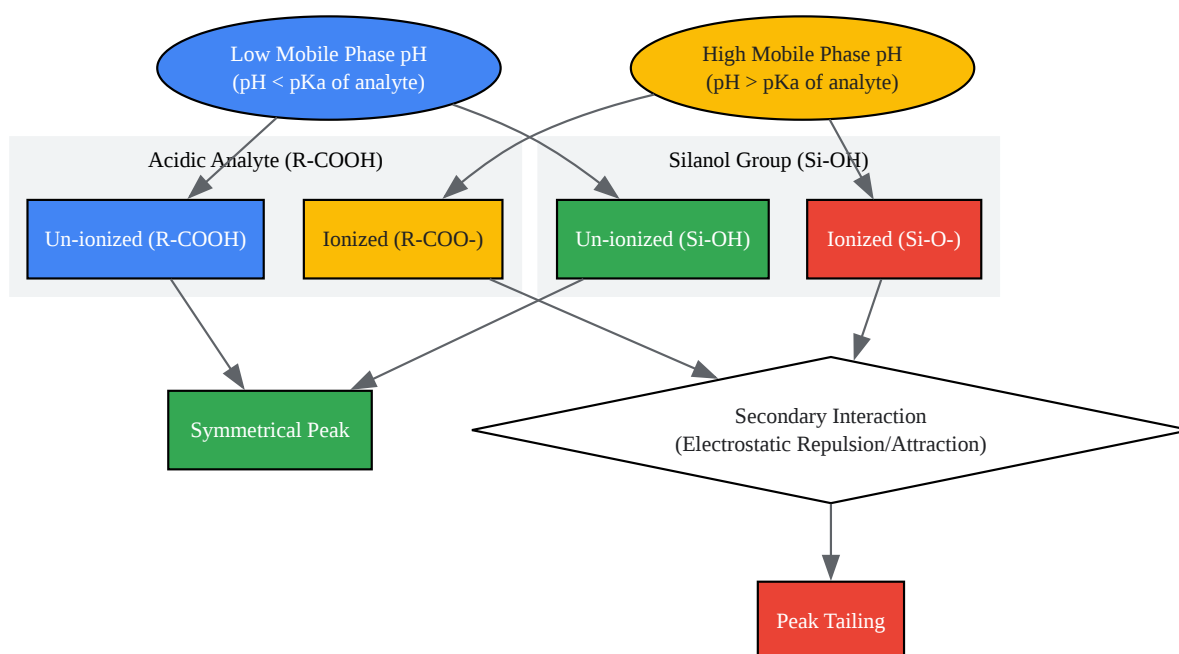 Low Mobile Phase pH
(pH < pKa of analyte)
High Mobile Phase pH
(pH > pKa of analyte)
Acidic Analyte (R-COOH)
Silanol Group (Si-OH)
Un-ionized (R-COOH)
Ionized (R-COO-)
Un-ionized (Si-OH)
Ionized (Si-O-)
Symmetrical Peak
Secondary Interaction
(Electrostatic Repulsion/Attraction)
Peak Tailing